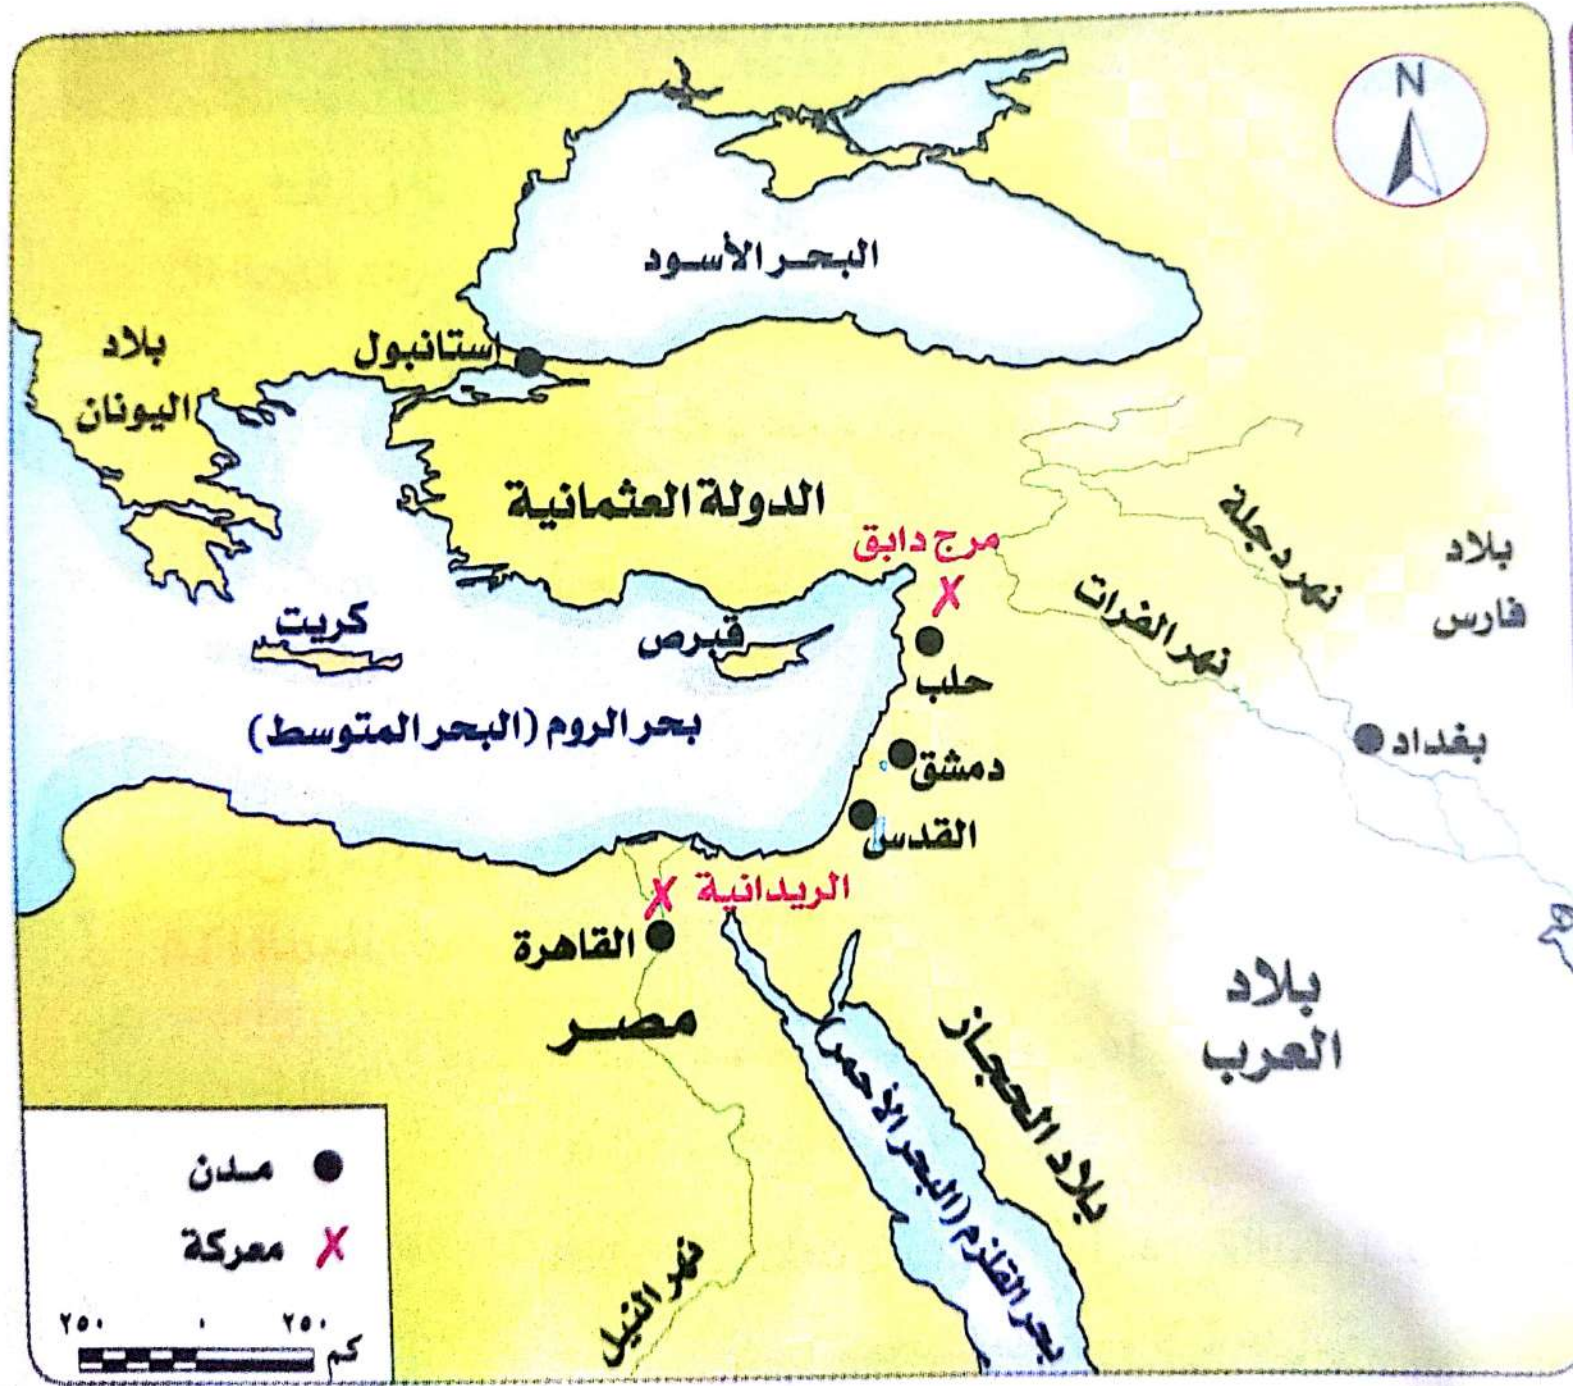 N
البحر الأسود
بلاد
اليونان
إستانبول
الدولة العثمانية
مرج دابق
X
نهر دجلة
بلاد
فارس
نهر الفرات
كريت
قبرص
حلب
بحر الروم (البحر المتوسط)
دمشق
بغداد
القدس
الريدانية
X
القاهرة
مصر
بلاد
العرب
بلاد الحجاز
بحر القلزم (البحر الأحمر)
نهر النيل
مدن
X معركة
٢٥٠ ٠ ٢٥٠
كم